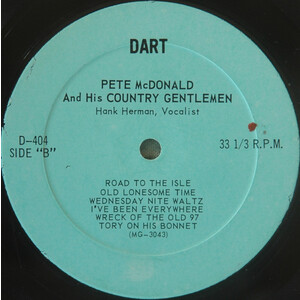 DART
PETE McDONALD
And His COUNTRY GENTLEMEN
Hank Herman, Vocalist
D-404
SIDE "B"
33 1/3 R.P.M.
ROAD TO THE ISLE
OLD LONESOME TIME
WEDNESDAY NITE WALTZ
I'VE BEEN EVERYWHERE
WRECK OF THE OLD 97
TORY ON HIS BONNET
(MG-3043)